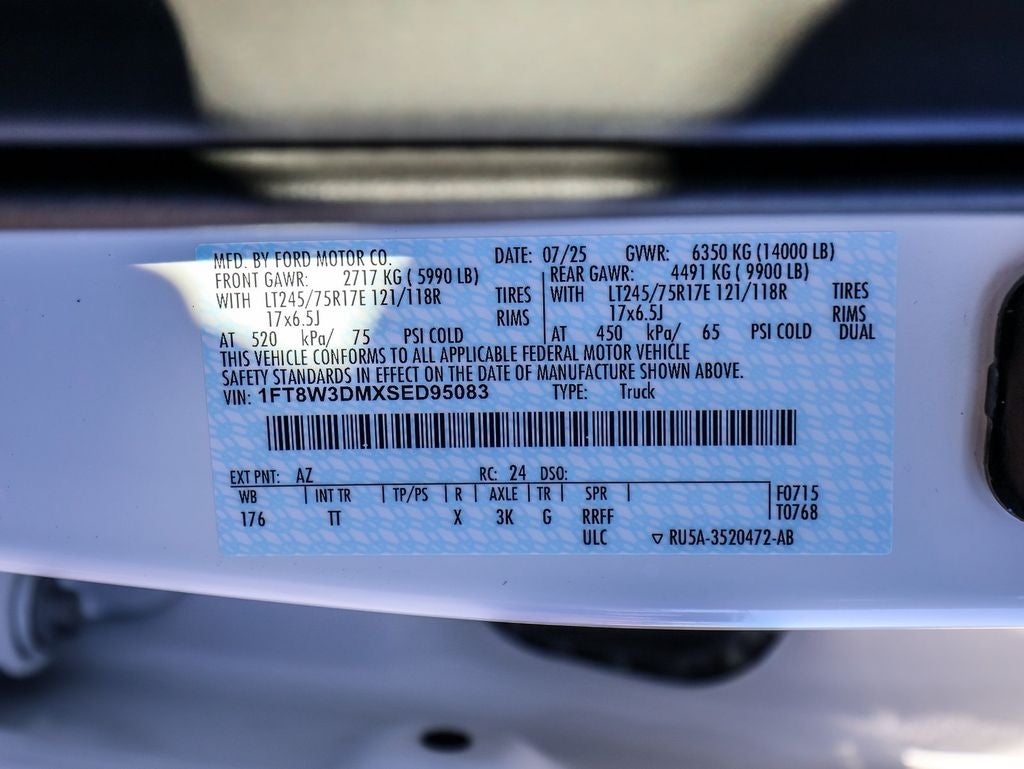 MFD. BY FORD MOTOR CO. DATE: 07/25 GVWR: 6350 KG (14000 LB)
FRONT GAWR: 2717 KG ( 5990 LB) REAR GAWR: 4491 KG ( 9900 LB)
WITH LT245/75R17E 121/118R TIRES WITH LT245/75R17E 121/118R TIRES
17x6.5J RIMS 17x6.5J RIMS
AT 520 kPa/ 75 PSI COLD AT 450 kPa/ 65 PSI COLD DUAL
THIS VEHICLE CONFORMS TO ALL APPLICABLE FEDERAL MOTOR VEHICLE
SAFETY STANDARDS IN EFFECT ON THE DATE OF MANUFACTURE SHOWN ABOVE.
VIN: 1FT8W3DMXSED95083 TYPE: Truck
EXT PNT: AZ RC: 24 DSO:
WB INT TR TP/PS R AXLE TR SPR F0715
176 TT X 3K G RRFF T0768
ULC ▽ RU5A-3520472-AB